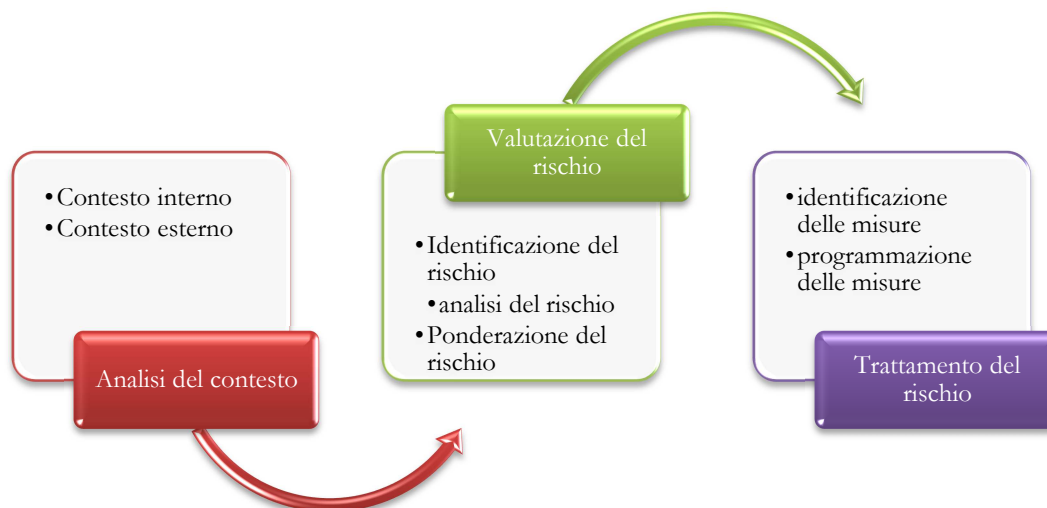 •Contesto interno
•Contesto esterno
Analisi del contesto
Valutazione del
rischio
•Identificazione del
rischio
•analisi del rischio
•Ponderazione del
rischio
•identificazione
delle misure
•programmazione
delle misure
Trattamento del
rischio